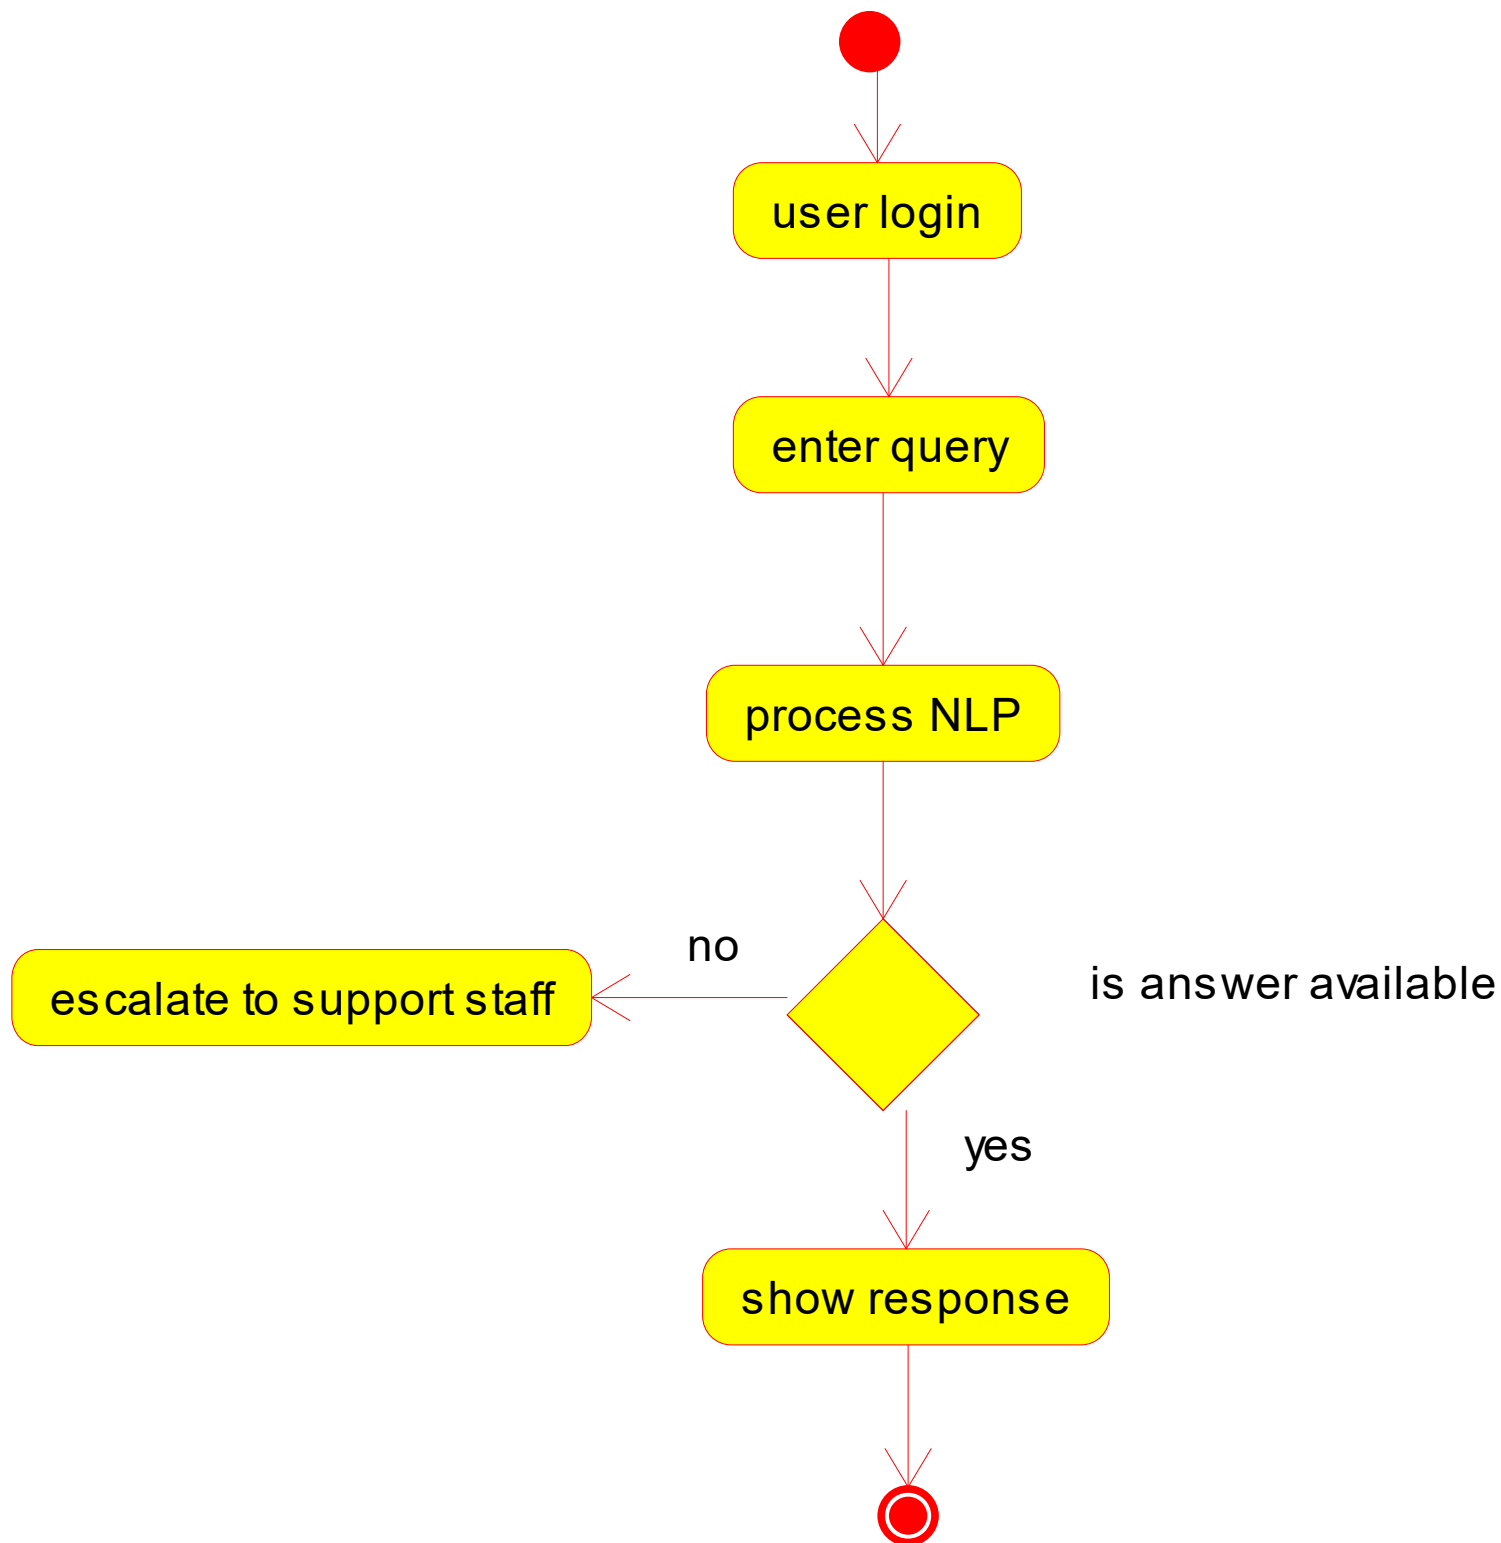 user login
enter query
process NLP
no
is answer available
escalate to support staff
yes
show response